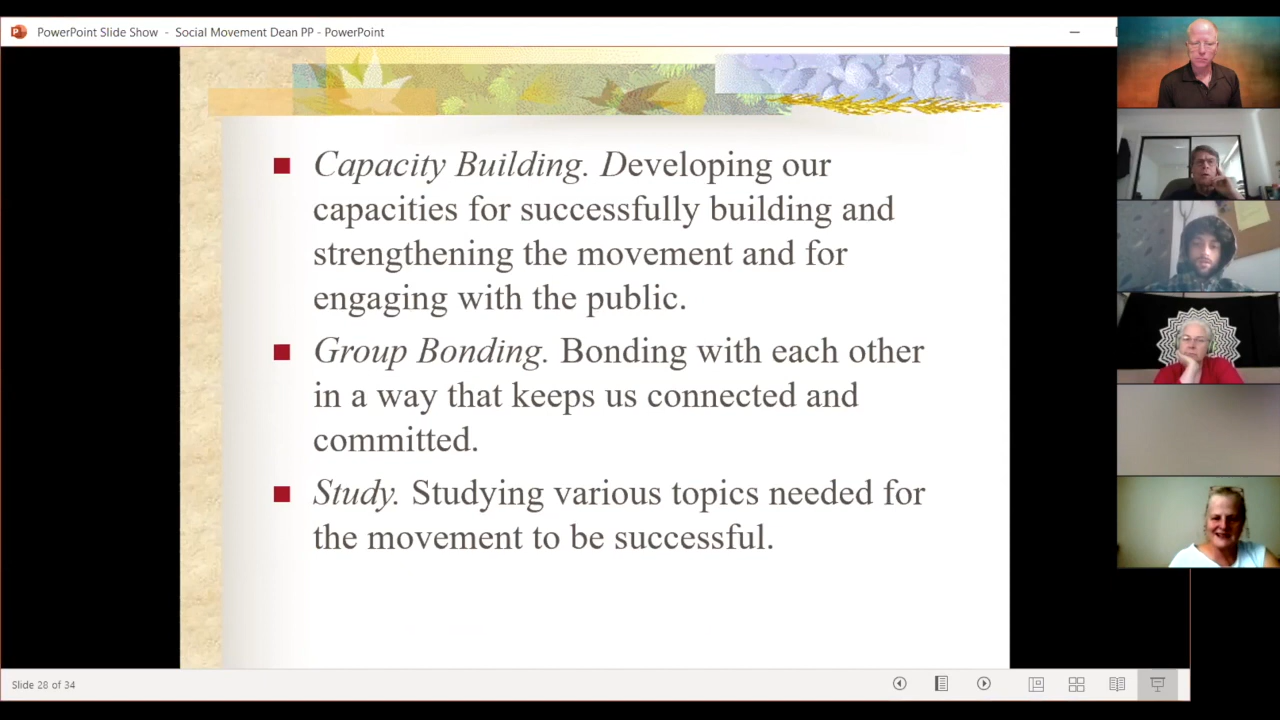 PowerPoint Slide Show - Social Movement Dean PP - PowerPoint
Capacity Building. Developing our
capacities for successfully building and
strengthening the movement and for
engaging with the public.
Group Bonding. Bonding with each other
in a way that keeps us connected and
committed.
Study. Studying various topics needed for
the movement to be successful.
Slide 28 of 34